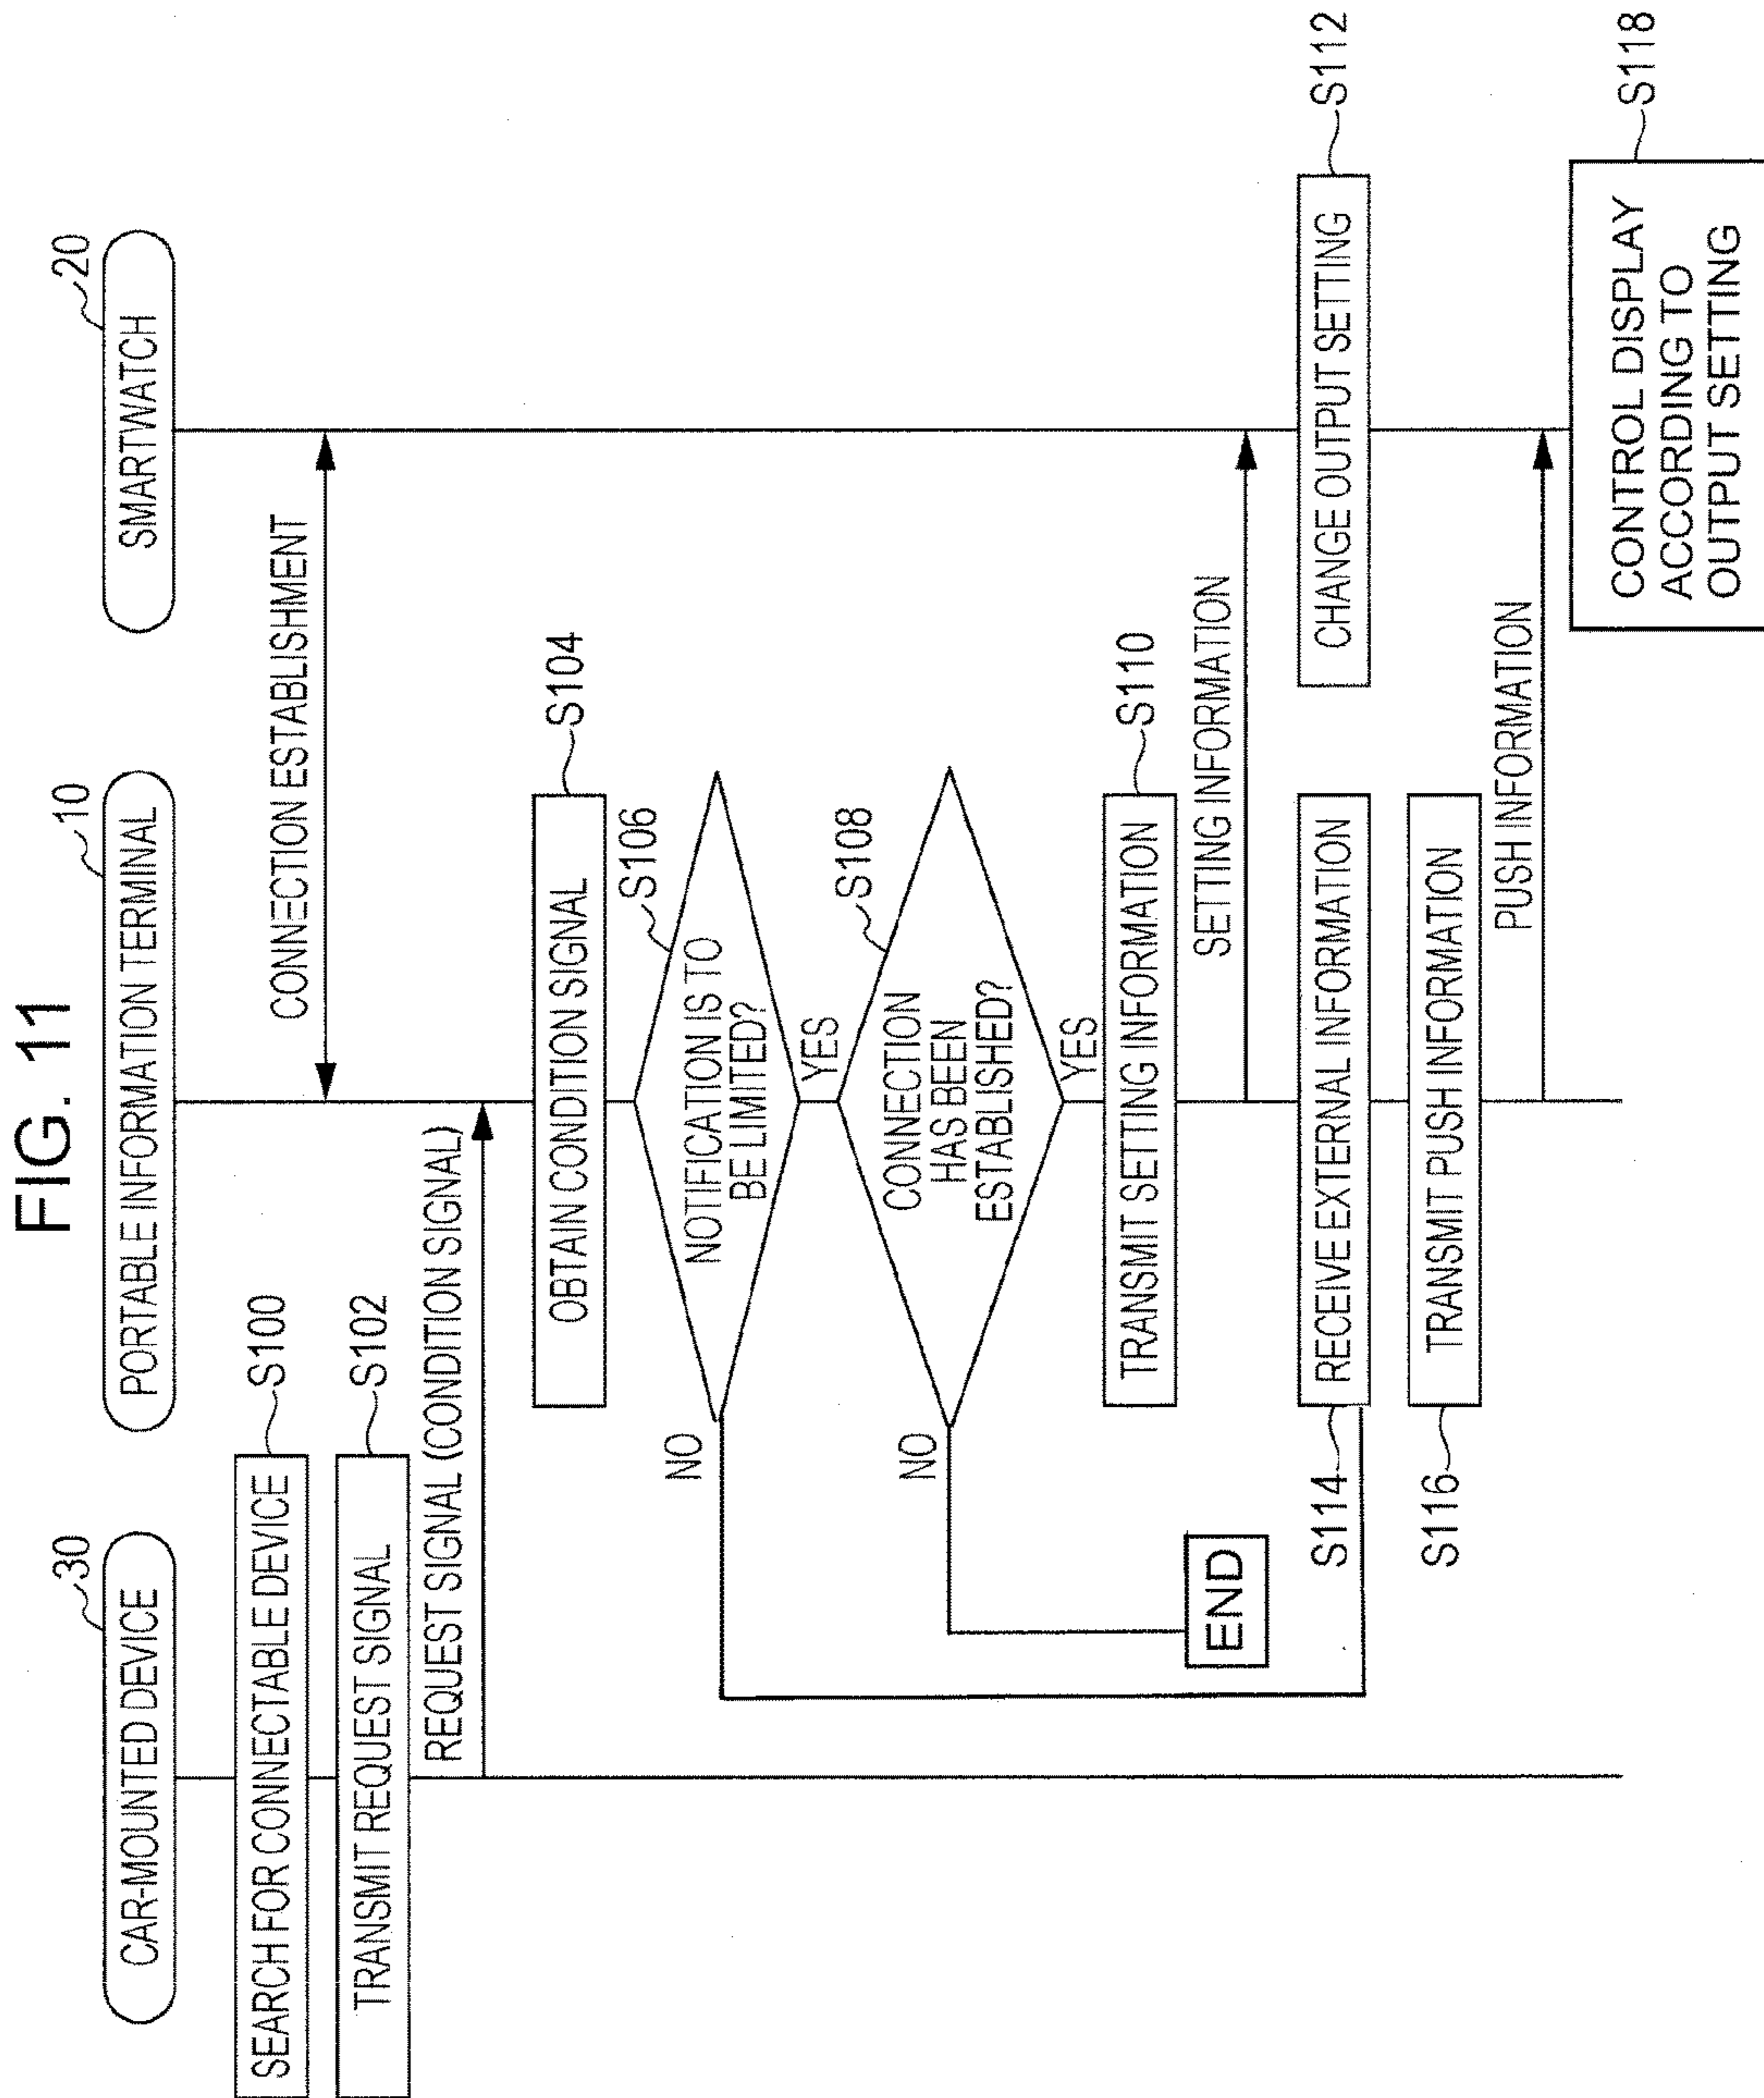 FIG. 11
30
CAR-MOUNTED DEVICE
10
PORTABLE INFORMATION TERMINAL
20
SMARTWATCH
SEARCH FOR CONNECTABLE DEVICE
S100
CONNECTION ESTABLISHMENT
TRANSMIT REQUEST SIGNAL
S102
REQUEST SIGNAL (CONDITION SIGNAL)
OBTAIN CONDITION SIGNAL
S104
S106
NOTIFICATION IS TO
BE LIMITED?
NO
YES
S108
CONNECTION
HAS BEEN
ESTABLISHED?
NO
YES
TRANSMIT SETTING INFORMATION
S110
END
SETTING INFORMATION
CHANGE OUTPUT SETTING
S112
S114
RECEIVE EXTERNAL INFORMATION
S116
TRANSMIT PUSH INFORMATION
PUSH INFORMATION
CONTROL DISPLAY
ACCORDING TO
OUTPUT SETTING
S118